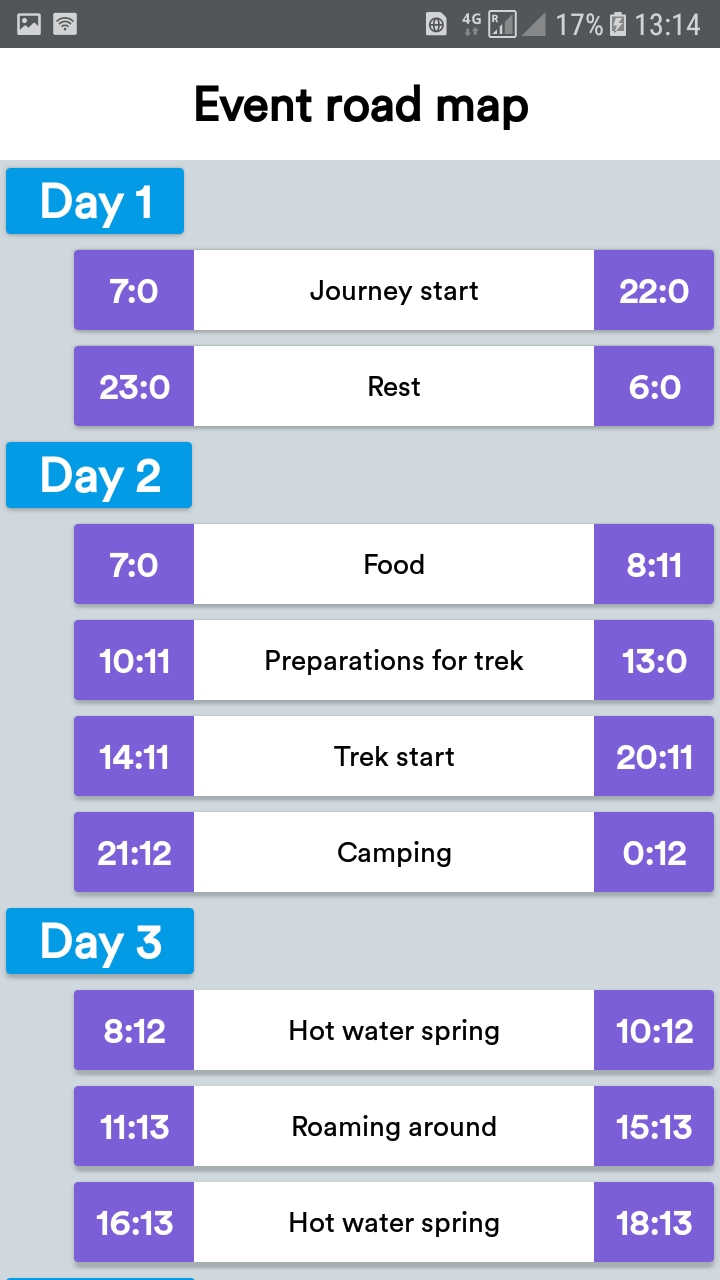 4G R 17% 13:14
Event road map
Day 1
7:0 Journey start 22:0
23:0 Rest 6:0
Day 2
7:0 Food 8:11
10:11 Preparations for trek 13:0
14:11 Trek start 20:11
21:12 Camping 0:12
Day 3
8:12 Hot water spring 10:12
11:13 Roaming around 15:13
16:13 Hot water spring 18:13